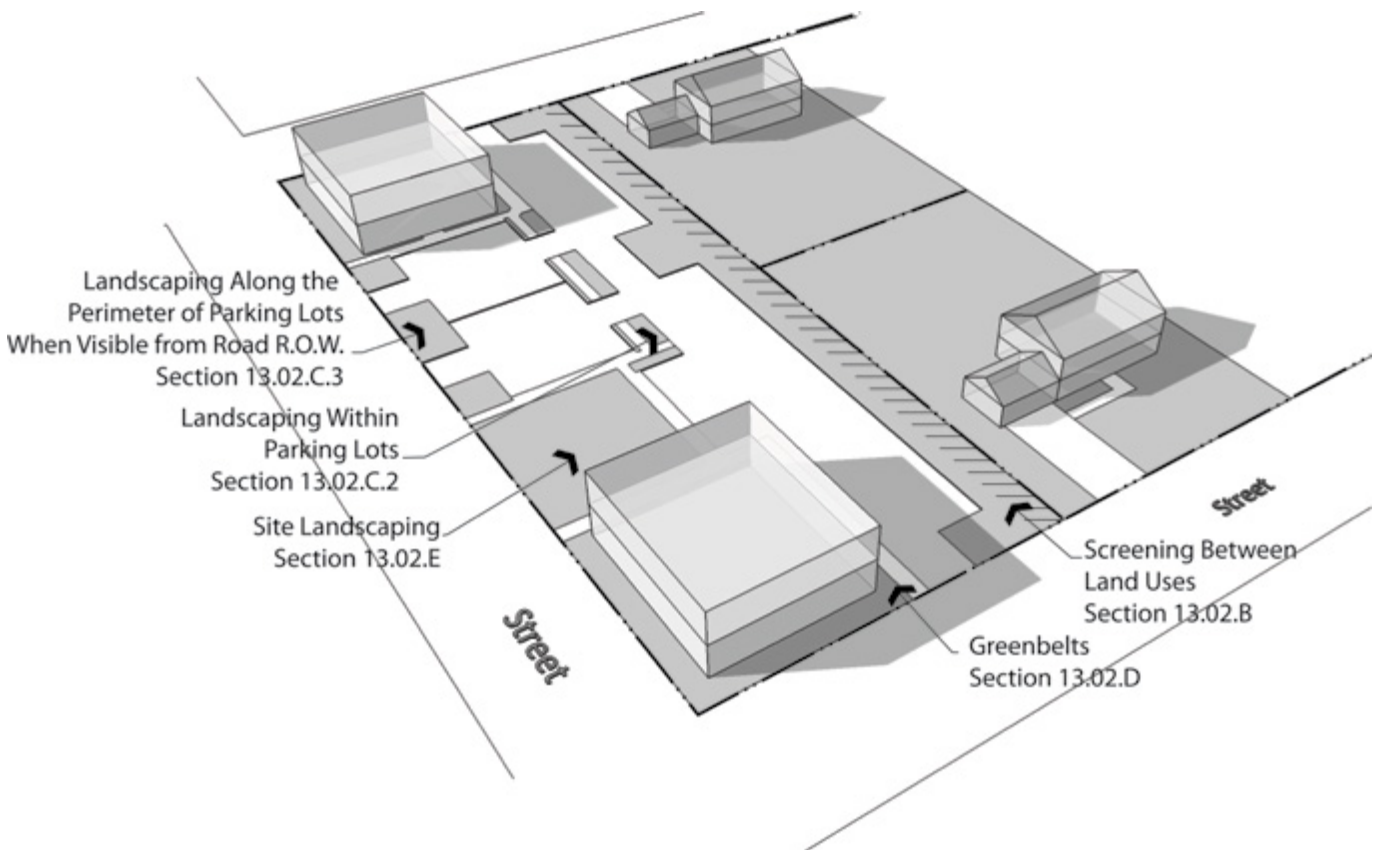 Landscaping Along the
Perimeter of Parking Lots
When Visible from Road R.O.W.
Section 13.02.C.3
Landscaping Within
Parking Lots
Section 13.02.C.2
Site Landscaping
Section 13.02.E
Street
Street
Screening Between
Land Uses
Section 13.02.B
Greenbelts
Section 13.02.D